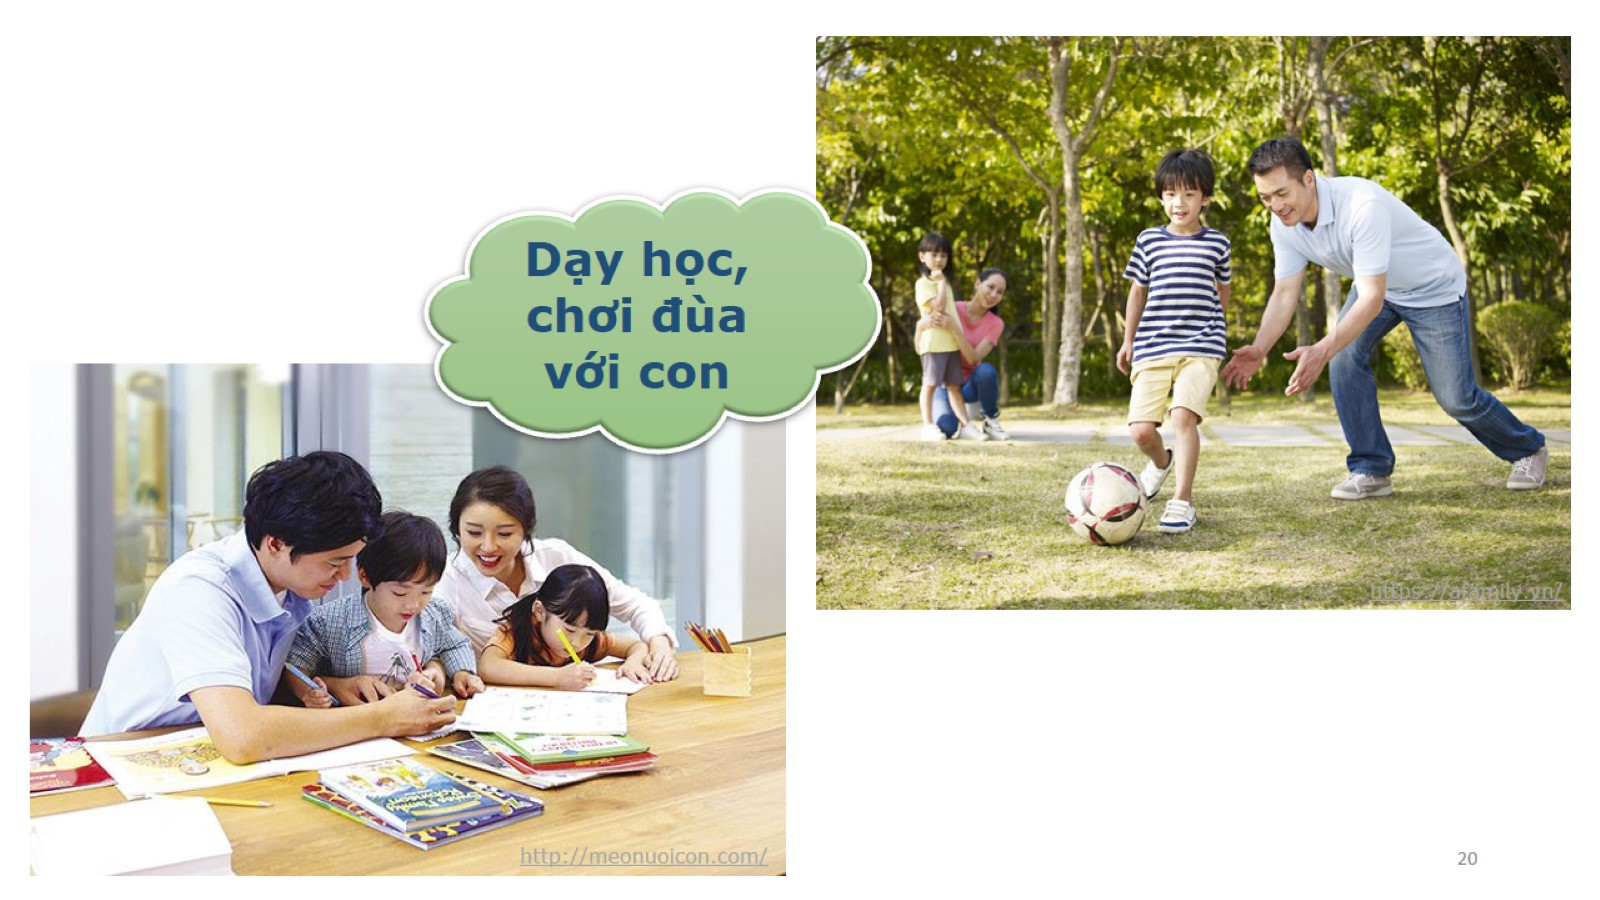 Dạy học,
chơi đùa
với con
https://afamily.vn/
http://meonuoicon.com/
20